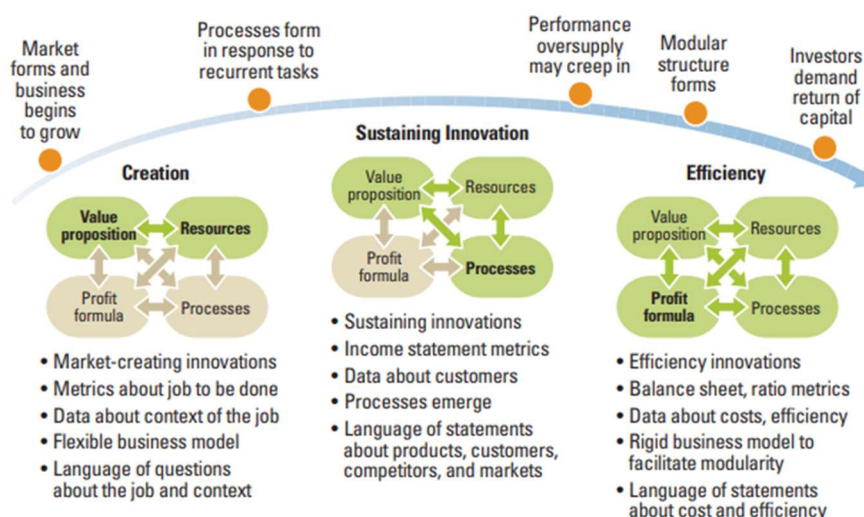 Market
forms and
business
begins
to grow
Processes form
in response to
recurrent tasks
Performance
oversupply
may creep in
Modular
structure
forms
Investors
demand
return of
capital
Creation
Value
proposition
Resources
Profit
formula
Processes
• Market-creating innovations
• Metrics about job to be done
• Data about context of the job
• Flexible business model
• Language of questions
about the job and context
Sustaining Innovation
Value
proposition
Resources
Profit
formula
Processes
• Sustaining innovations
• Income statement metrics
• Data about customers
• Processes emerge
• Language of statements
about products, customers,
competitors, and markets
Efficiency
Value
proposition
Resources
Profit
formula
Processes
• Efficiency innovations
• Balance sheet, ratio metrics
• Data about costs, efficiency
• Rigid business model to
facilitate modularity
• Language of statements
about cost and efficiency